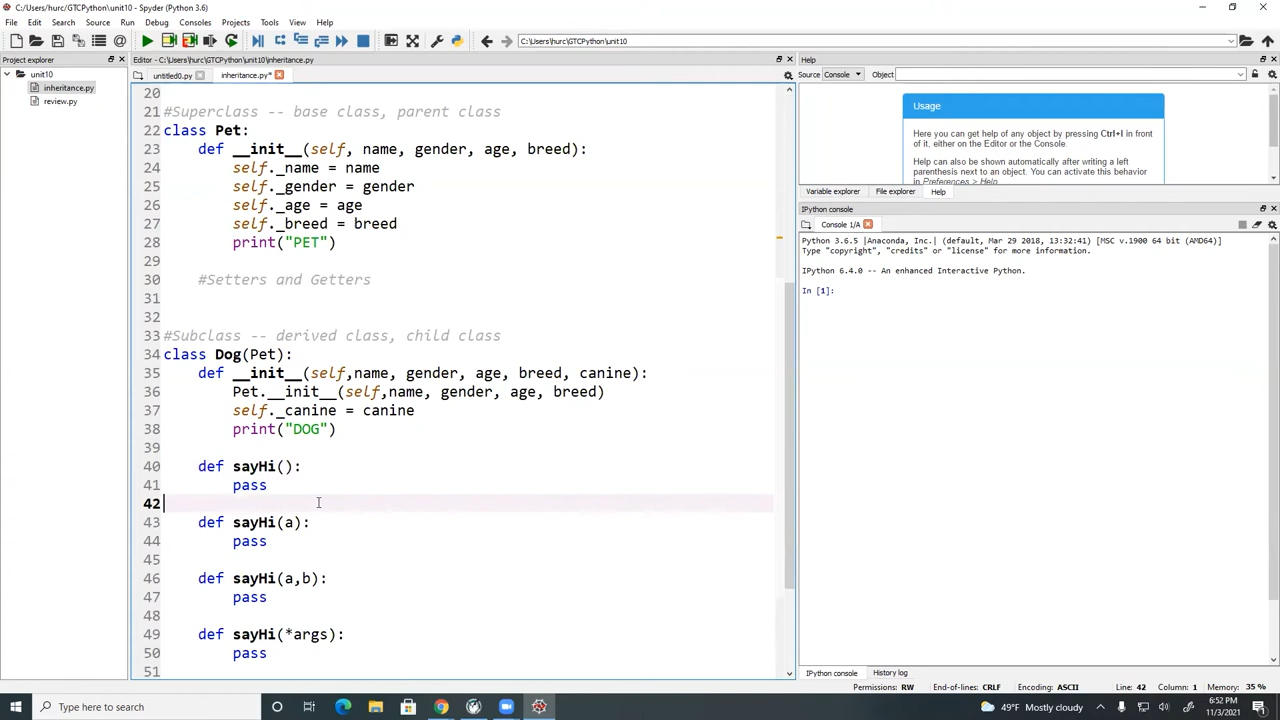 C:/Users/hurc/GTCPython/unit10 - Spyder (Python 3.6)
File Edit Search Source Run Debug Consoles Projects Tools View Help
C:\Users\hurc\GTCPython\unit10
Project explorer
unit10
inheritance.py
review.py
Editor - C:\Users\hurc\GTCPython\unit10\inheritance.py
untitled0.py inheritance.py*
20
21 #Superclass -- base class, parent class
22 class Pet:
23 def __init__(self, name, gender, age, breed):
24 self._name = name
25 self._gender = gender
26 self._age = age
27 self._breed = breed
28 print("PET")
29
30 #Setters and Getters
31
32
33 #Subclass -- derived class, child class
34 class Dog(Pet):
35 def __init__(self,name, gender, age, breed, canine):
36 Pet.__init__(self,name, gender, age, breed)
37 self._canine = canine
38 print("DOG")
39
40 def sayHi():
41 pass
42
43 def sayHi(a):
44 pass
45
46 def sayHi(a,b):
47 pass
48
49 def sayHi(*args):
50 pass
51
Help
Source Console Object
Usage
Here you can get help of any object by pressing Ctrl+I in front
of it, either on the Editor or the Console.
Help can also be shown automatically after writing a left
parenthesis next to an object. You can activate this behavior
in Preferences > Help.
Variable explorer File explorer Help
IPython console
Console 1/A
Python 3.6.5 |Anaconda, Inc.| (default, Mar 29 2018, 13:32:41) [MSC v.1900 64 bit (AMD64)]
Type "copyright", "credits" or "license" for more information.
IPython 6.4.0 -- An enhanced Interactive Python.
In [1]:
IPython console History log
Permissions: RW End-of-lines: CRLF Encoding: ASCII Line: 42 Column: 1 Memory: 35 %
Type here to search
49°F Mostly cloudy
6:52 PM
11/3/2021